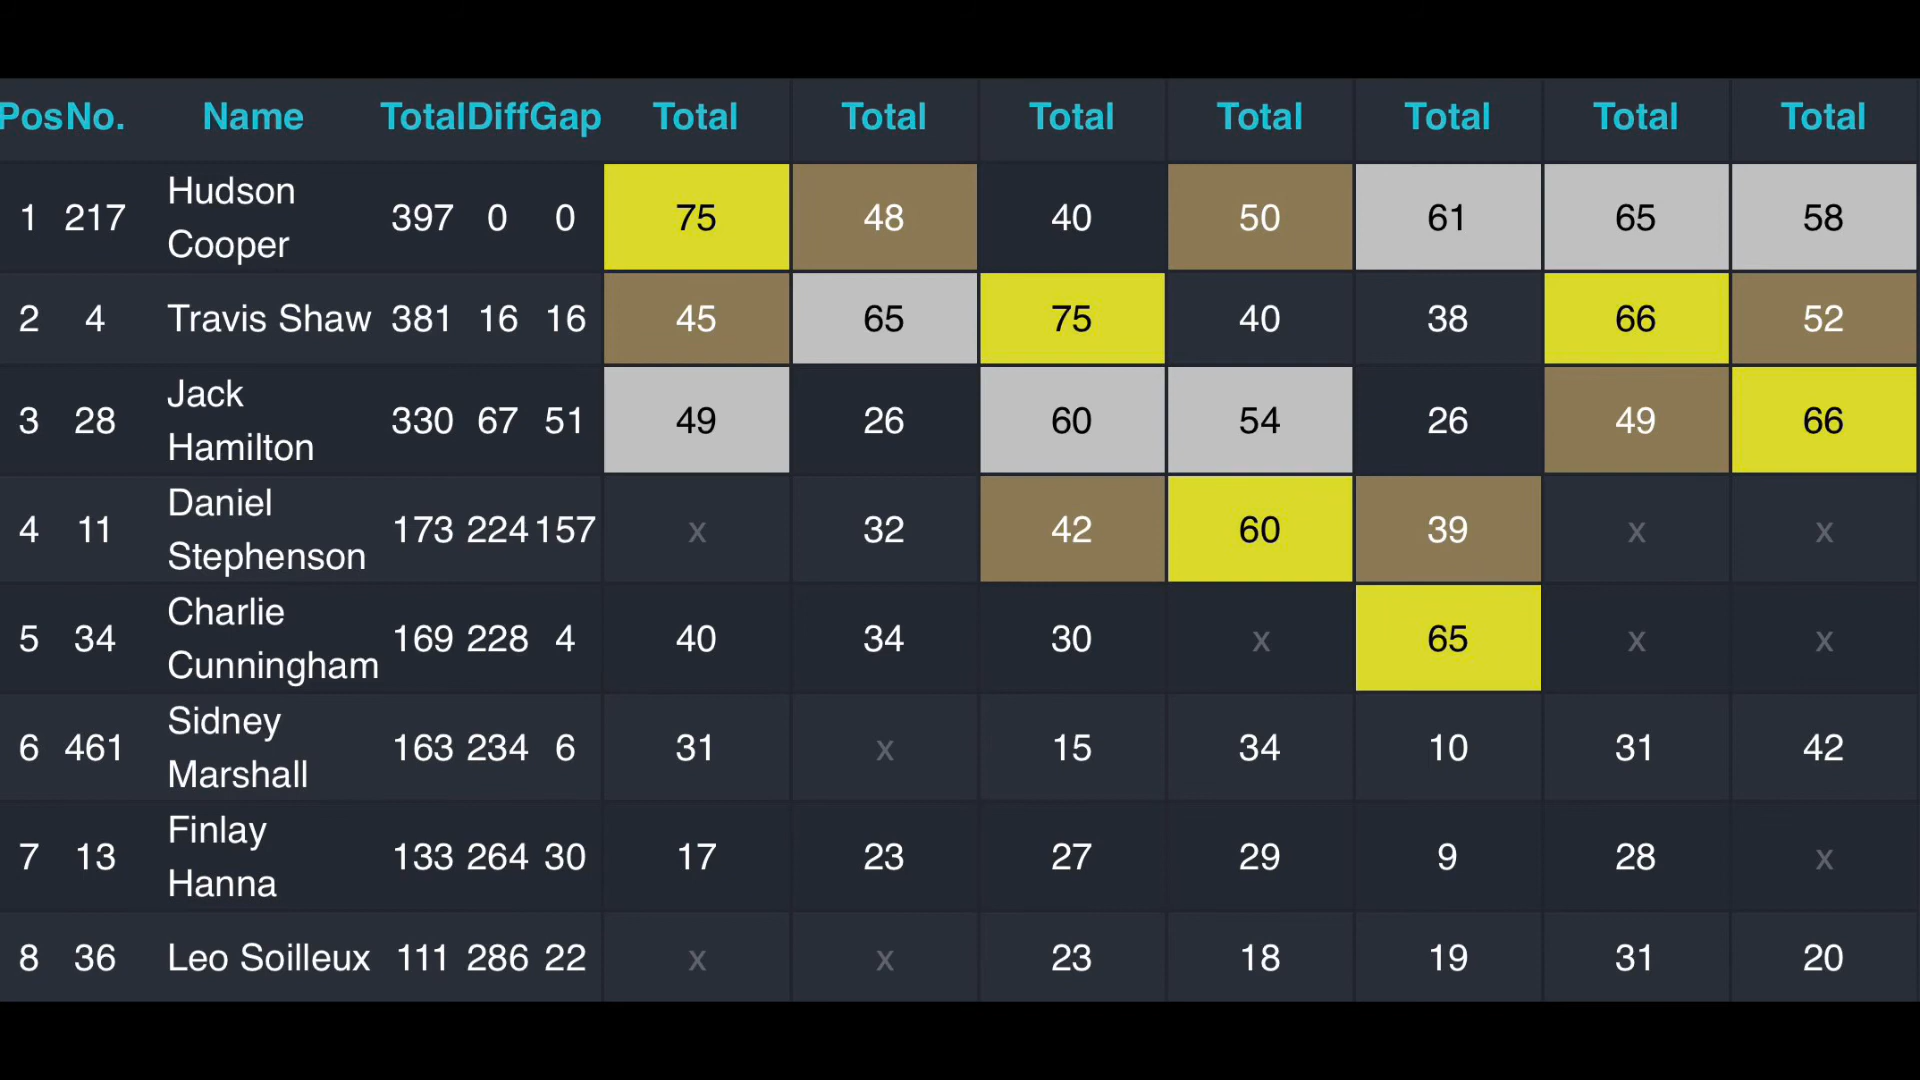 Pos No. Name Total Diff Gap Total Total Total Total Total Total Total
1 217 Hudson Cooper 397 0 0 75 48 40 50 61 65 58
2 4 Travis Shaw 381 16 16 45 65 75 40 38 66 52
3 28 Jack Hamilton 330 67 51 49 26 60 54 26 49 66
4 11 Daniel Stephenson 173 224 157 x 32 42 60 39 x x
5 34 Charlie Cunningham 169 228 4 40 34 30 x 65 x x
6 461 Sidney Marshall 163 234 6 31 x 15 34 10 31 42
7 13 Finlay Hanna 133 264 30 17 23 27 29 9 28 x
8 36 Leo Soilleux 111 286 22 x x 23 18 19 31 20